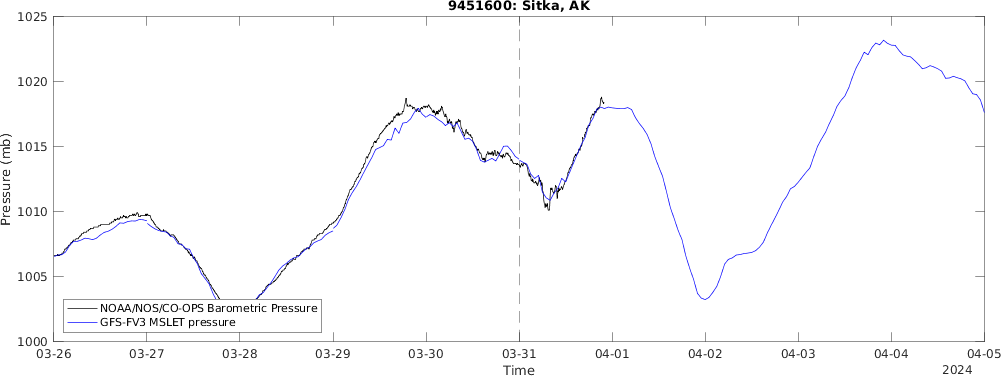 9451600: Sitka, AK
Pressure (mb)
1025
1020
1015
1010
1005
1000
NOAA/NOS/CO-OPS Barometric Pressure
GFS-FV3 MSLET pressure
03-26 03-27 03-28 03-29 03-30 03-31 04-01 04-02 04-03 04-04 04-05
Time
2024